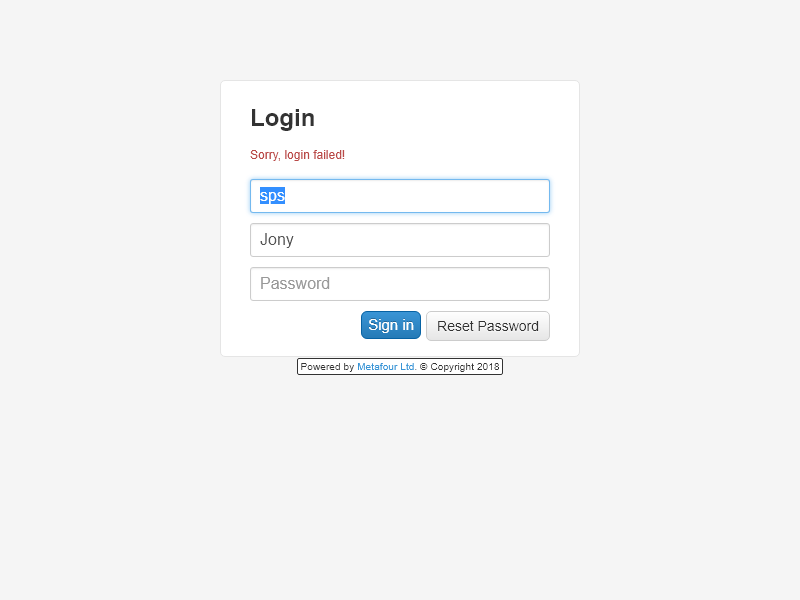 Login
Sorry, login failed!
sps
Jony
Password
Sign in Reset Password
Powered by Metafour Ltd. © Copyright 2018